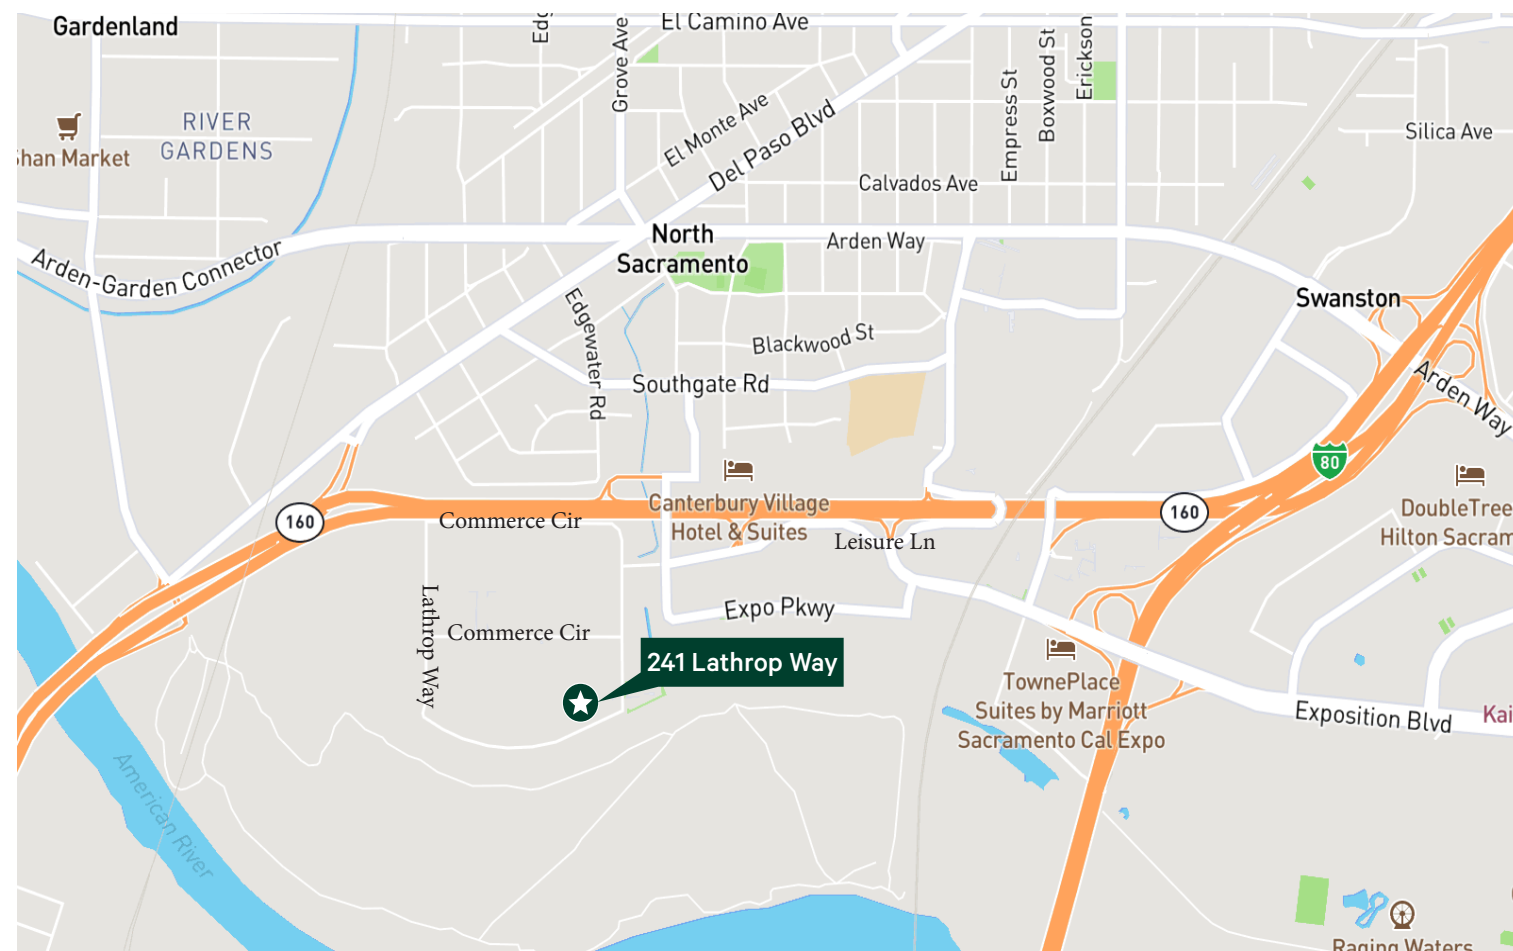 Gardenland
Edg
El Camino Ave
Grove Ave
Empress St
Boxwood St
Erickson
RIVER
GARDENS
El Monte Ave
Del Paso Blvd
Silica Ave
han Market
Calvados Ave
Arden-Garden Connector
North
Sacramento
Arden Way
Swanston
Edgewater Rd
Blackwood St
Southgate Rd
Arden Way
80
160
Commerce Cir
Canterbury Village
Hotel & Suites
160
DoubleTree
Hilton Sacram
Leisure Ln
Lathrop Way
Expo Pkwy
Commerce Cir
241 Lathrop Way
TownePlace
Suites by Marriott
Sacramento Cal Expo
Exposition Blvd
Kai
American River
Raging Waters